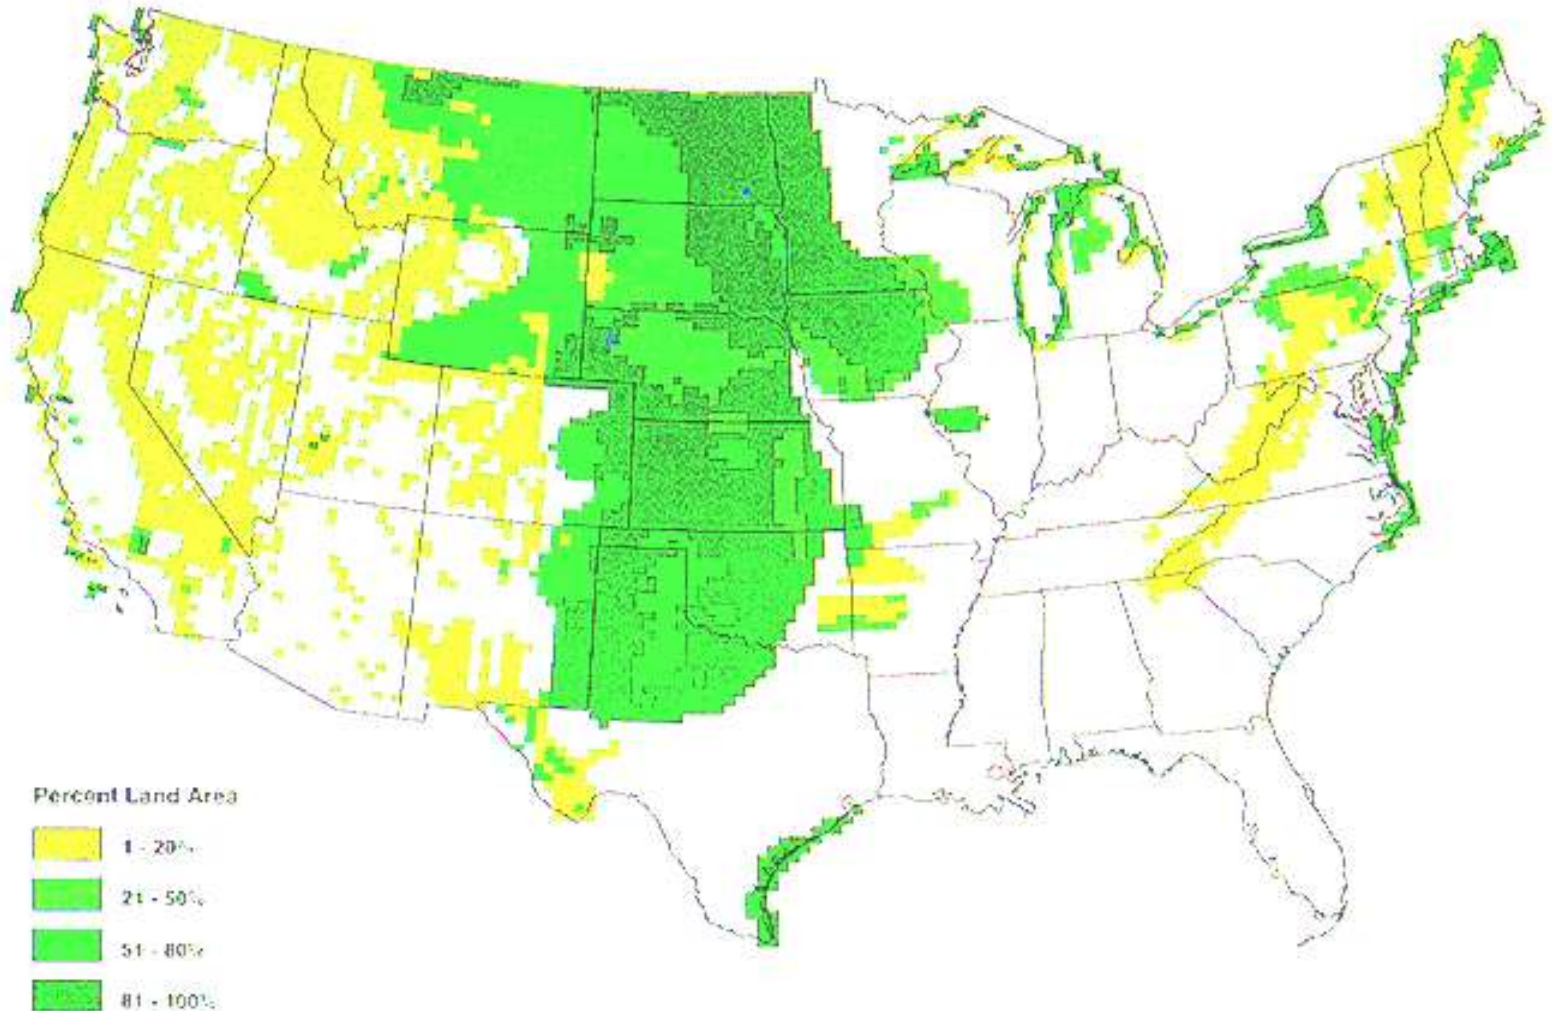 Percent Land Area
1 - 20%
21 - 50%
51 - 80%
81 - 100%